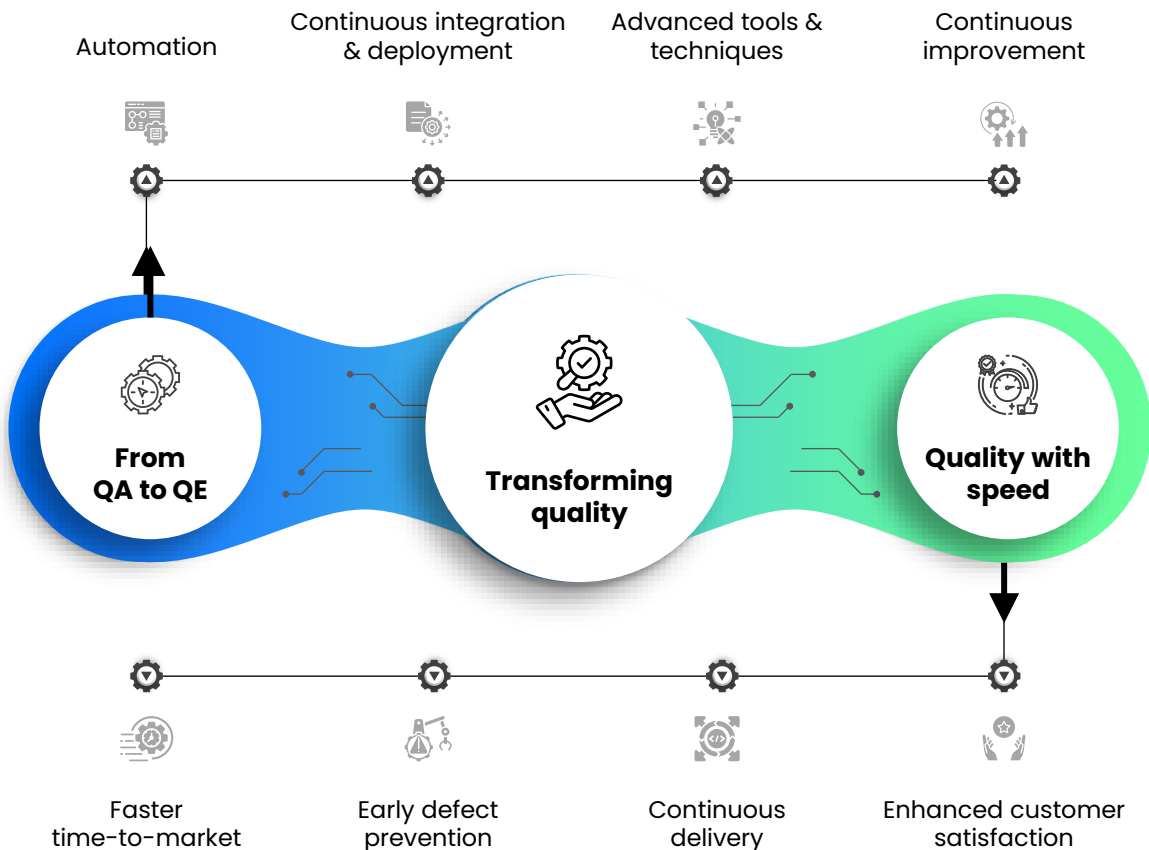 Automation
Continuous integration
& deployment
Advanced tools &
techniques
Continuous
improvement
From
QA to QE
Transforming
quality
Quality with
speed
Faster
time-to-market
Early defect
prevention
Continuous
delivery
Enhanced customer
satisfaction